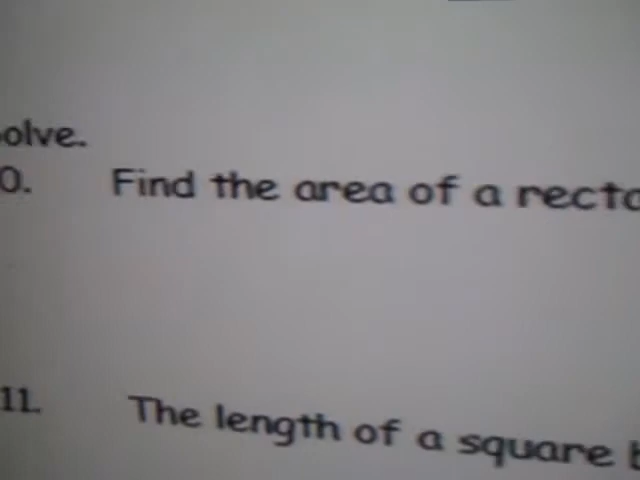 olve.
0. Find the area of a recta
11. The length of a square b